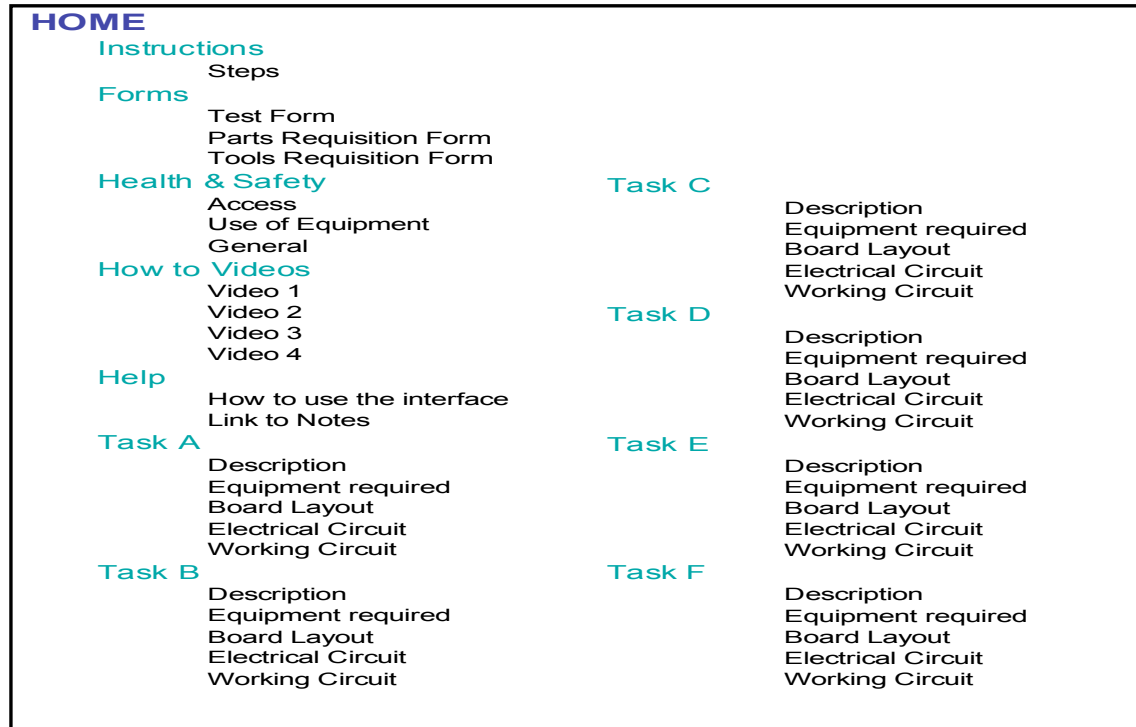 HOME
Instructions
Steps
Forms
Test Form
Parts Requisition Form
Tools Requisition Form
Health & Safety
Access
Use of Equipment
General
How to Videos
Video 1
Video 2
Video 3
Video 4
Help
How to use the interface
Link to Notes
Task A
Description
Equipment required
Board Layout
Electrical Circuit
Working Circuit
Task B
Description
Equipment required
Board Layout
Electrical Circuit
Working Circuit
Task C
Description
Equipment required
Board Layout
Electrical Circuit
Working Circuit
Task D
Description
Equipment required
Board Layout
Electrical Circuit
Working Circuit
Task E
Description
Equipment required
Board Layout
Electrical Circuit
Working Circuit
Task F
Description
Equipment required
Board Layout
Electrical Circuit
Working Circuit